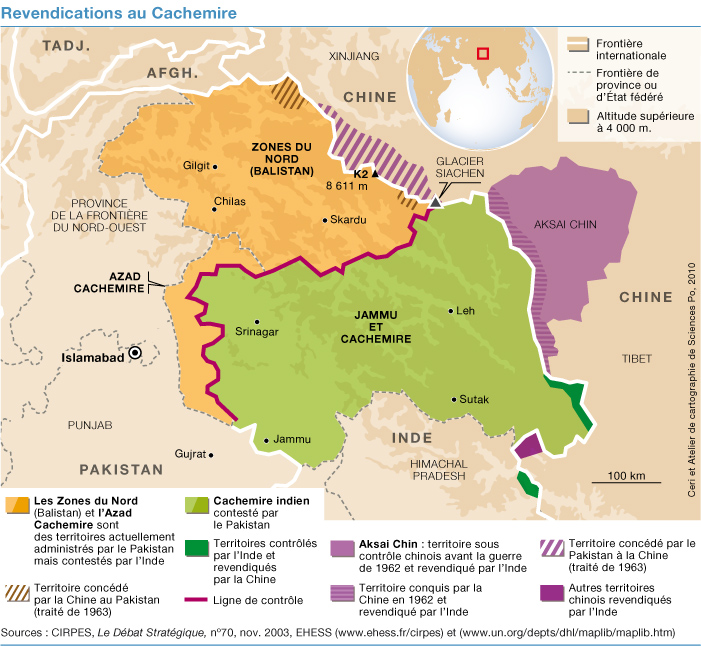 Revendications au Cachemire
TADJ.
AFGH.
XINJIANG
CHINE
Frontière
internationale
Frontière de
province ou
d'État fédéré
Altitude supérieure
à 4 000 m.
ZONES DU
NORD
(BALISTAN)
K2
8 611 m
GLACIER
SIACHEN
Gilgit
Chilas
Skardu
PROVINCE
DE LA FRONTIÈRE
DU NORD-OUEST
AKSAI CHIN
AZAD
CACHEMIRE
CHINE
Srinagar
JAMMU
ET
CACHEMIRE
Leh
Islamabad
TIBET
Sutak
PUNJAB
Jammu
INDE
Gujrat
PAKISTAN
HIMACHAL
PRADESH
100 km
Ceri et Atelier de cartographie de Sciences Po, 2010
Les Zones du Nord
(Balistan) et l'Azad
Cachemire sont
des territoires actuellement
administrés par le Pakistan
mais contestés par l'Inde
Cachemire indien
contesté par
le Pakistan
Territoires contrôlés
par l'Inde et
revendiqués
par la Chine
Aksai Chin : territoire sous
contrôle chinois avant la guerre
de 1962 et revendiqué par l'Inde
Territoire concédé par le
Pakistan à la Chine
(traité de 1963)
Territoire concédé
par la Chine au Pakistan
(traité de 1963)
Ligne de contrôle
Territoire conquis par la
Chine en 1962 et
revendiqué par l'Inde
Autres territoires
chinois revendiqués
par l'Inde
Sources : CIRPES, Le Débat Stratégique, nº70, nov. 2003, EHESS (www.ehess.fr/cirpes) et (www.un.org/depts/dhl/maplib/maplib.htm)